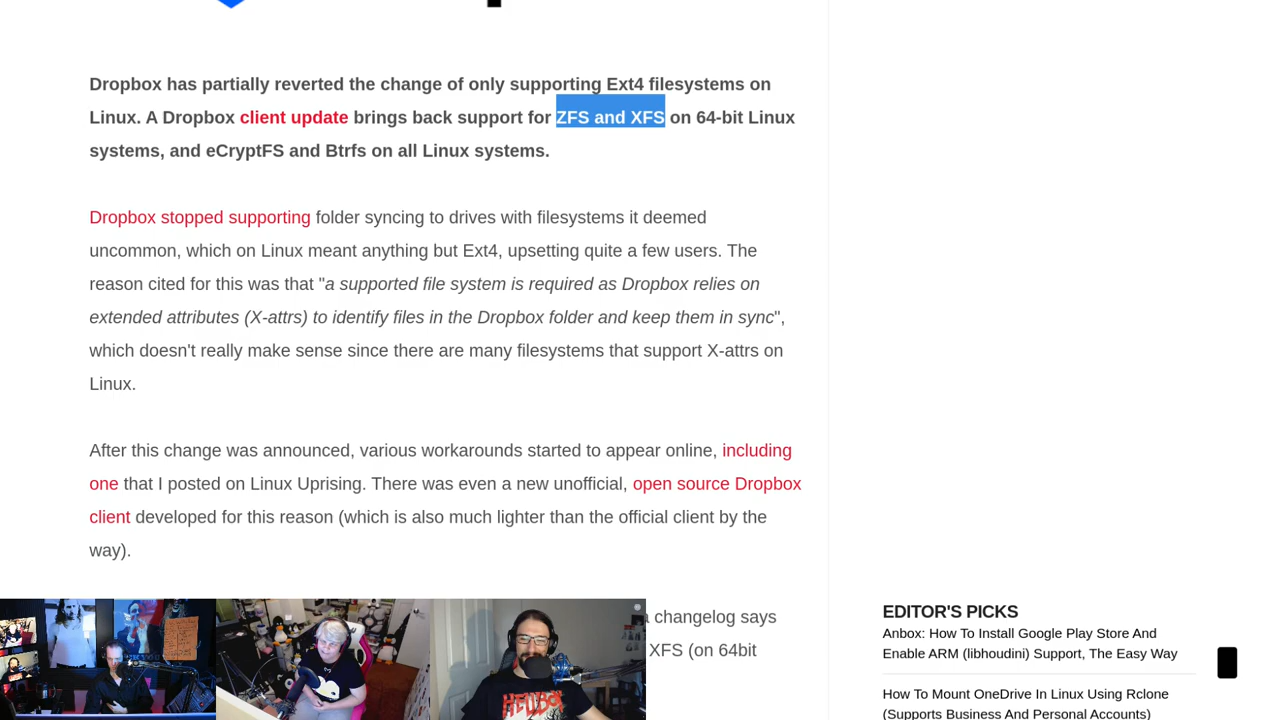 Dropbox has partially reverted the change of only supporting Ext4 filesystems on
Linux. A Dropbox client update brings back support for ZFS and XFS on 64-bit Linux
systems, and eCryptFS and Btrfs on all Linux systems.
Dropbox stopped supporting folder syncing to drives with filesystems it deemed
uncommon, which on Linux meant anything but Ext4, upsetting quite a few users. The
reason cited for this was that "a supported file system is required as Dropbox relies on
extended attributes (X-attrs) to identify files in the Dropbox folder and keep them in sync",
which doesn't really make sense since there are many filesystems that support X-attrs on
Linux.
After this change was announced, various workarounds started to appear online, including
one that I posted on Linux Uprising. There was even a new unofficial, open source Dropbox
client developed for this reason (which is also much lighter than the official client by the
way).
changelog says
XFS (on 64bit
HELLBOY
EDITOR'S PICKS
Anbox: How To Install Google Play Store And
Enable ARM (libhoudini) Support, The Easy Way
How To Mount OneDrive In Linux Using Rclone
(Supports Business And Personal Accounts)